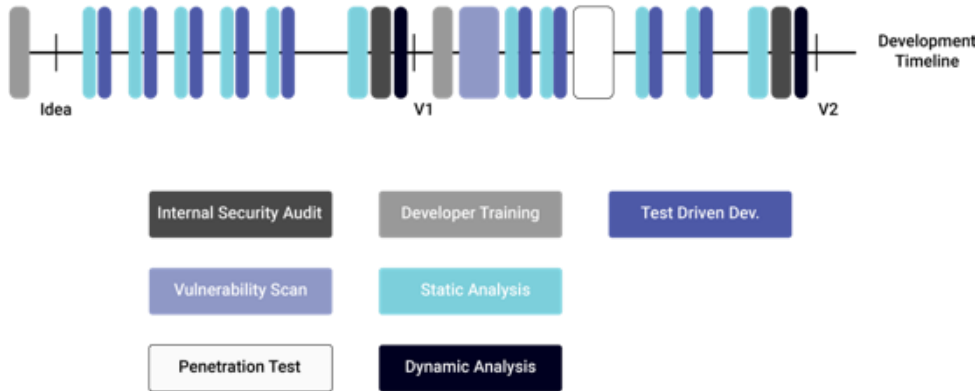 Development
Timeline
Idea
V1
V2
Internal Security Audit
Developer Training
Test Driven Dev.
Vulnerability Scan
Static Analysis
Penetration Test
Dynamic Analysis